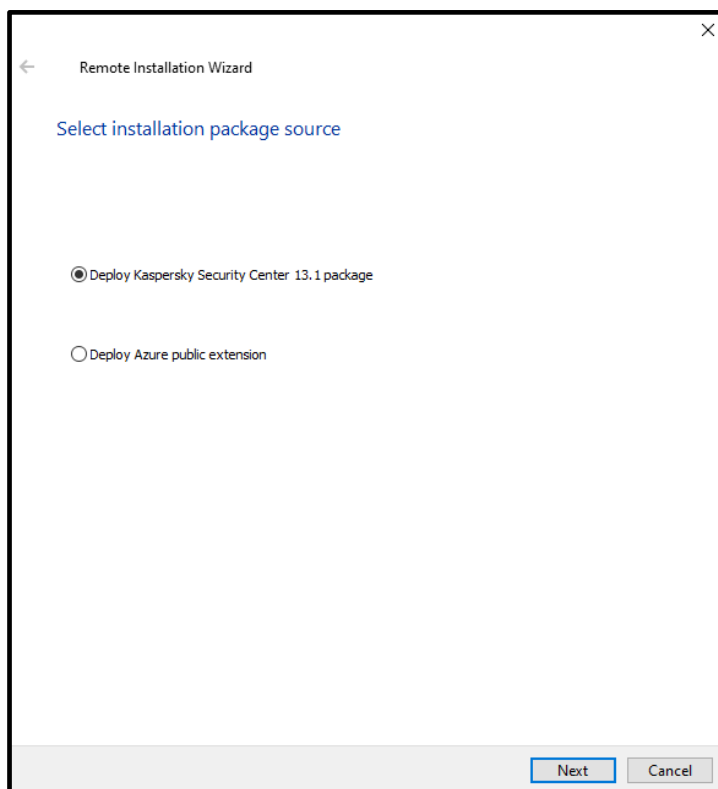 Remote Installation Wizard
Select installation package source
Deploy Kaspersky Security Center 13.1 package
Deploy Azure public extension
Next Cancel